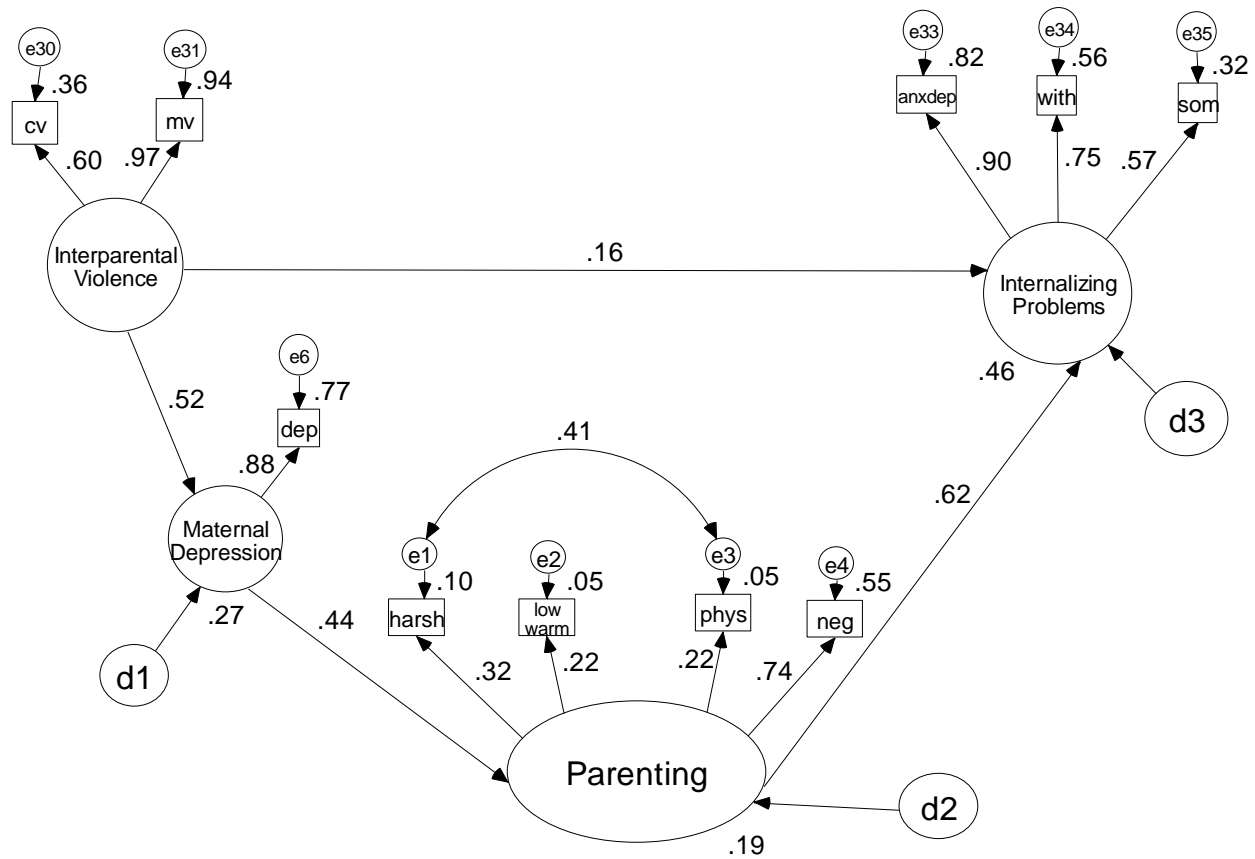 e30
e31
e33
e34
e35
.36
.94
.82
.56
.32
cv
mv
anxdep
with
som
.60
.97
.90
.75
.57
Interparental
Violence
.16
Internalizing
Problems
e6
.77
.46
.52
dep
d3
.41
.88
.62
Maternal
Depression
e1
e2
e3
e4
.10
.05
.05
.55
harsh
low
warm
phys
neg
.27
.44
d1
.32
.22
.22
.74
Parenting
d2
.19